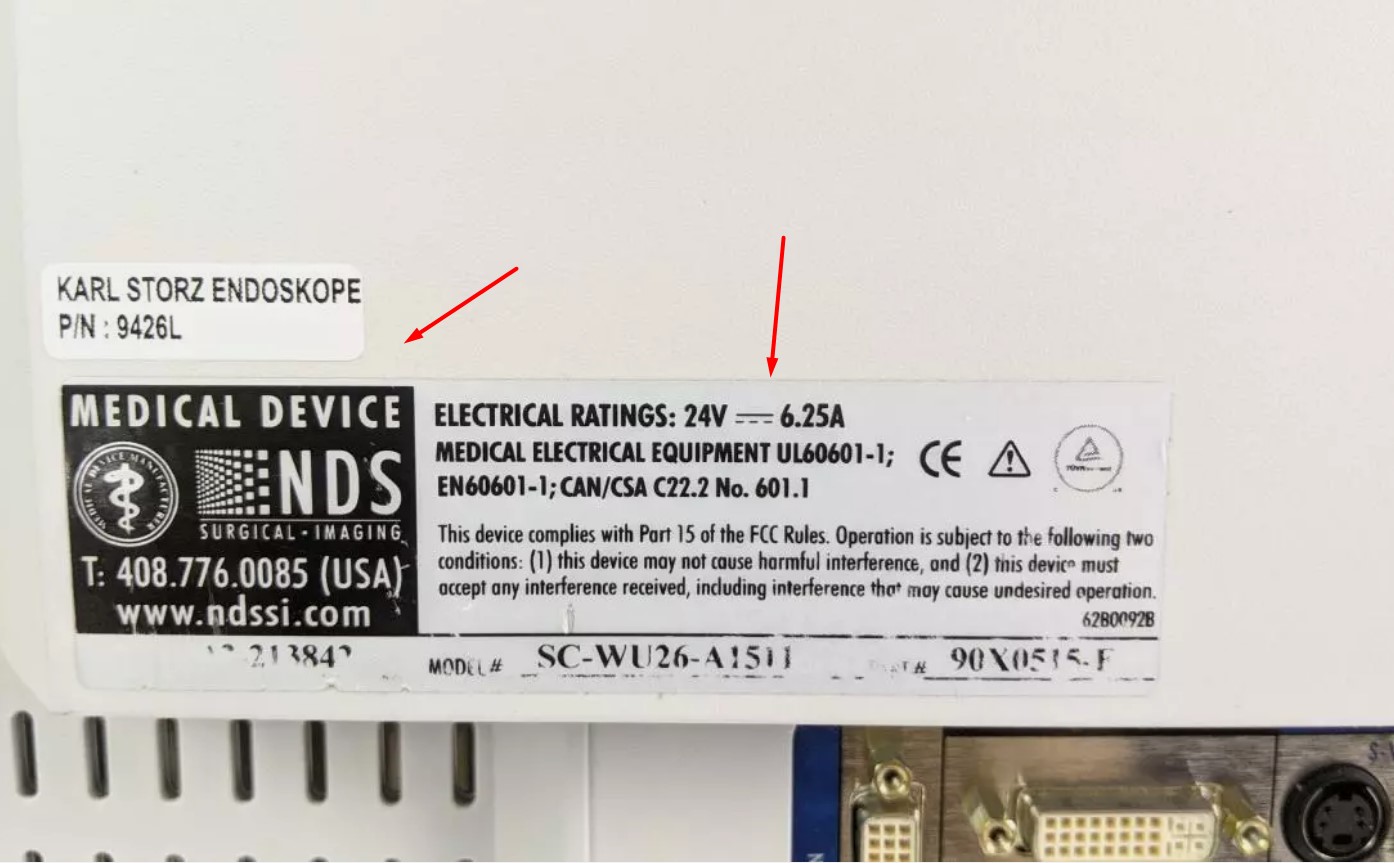 KARL STORZ ENDOSKOPE
P/N : 9426L
MEDICAL DEVICE
NDS
SURGICAL-IMAGING
T: 408.776.0085 (USA)
www.ndssi.com
ELECTRICAL RATINGS: 24V ⎓ 6.25A
MEDICAL ELECTRICAL EQUIPMENT UL60601-1;
EN60601-1; CAN/CSA C22.2 No. 601.1
CE
This device complies with Part 15 of the FCC Rules. Operation is subject to the following two
conditions: (1) this device may not cause harmful interference, and (2) this device must
accept any interference received, including interference that may cause undesired operation.
62B0092B
MODEL # SC-WU26-A1511
90X0515-F